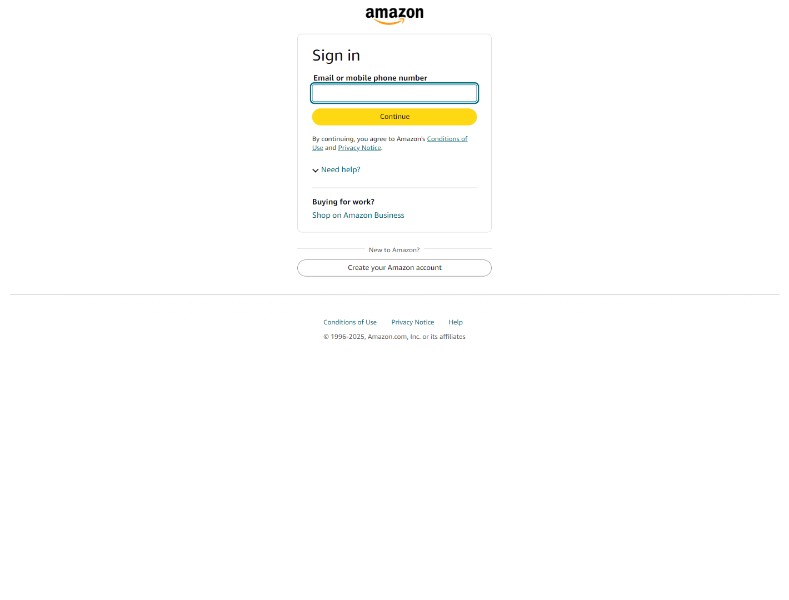 amazon
Sign in
Email or mobile phone number
Continue
By continuing, you agree to Amazon's Conditions of
Use and Privacy Notice.
Need help?
Buying for work?
Shop on Amazon Business
New to Amazon?
Create your Amazon account
Conditions of Use Privacy Notice Help
© 1996-2025, Amazon.com, Inc. or its affiliates